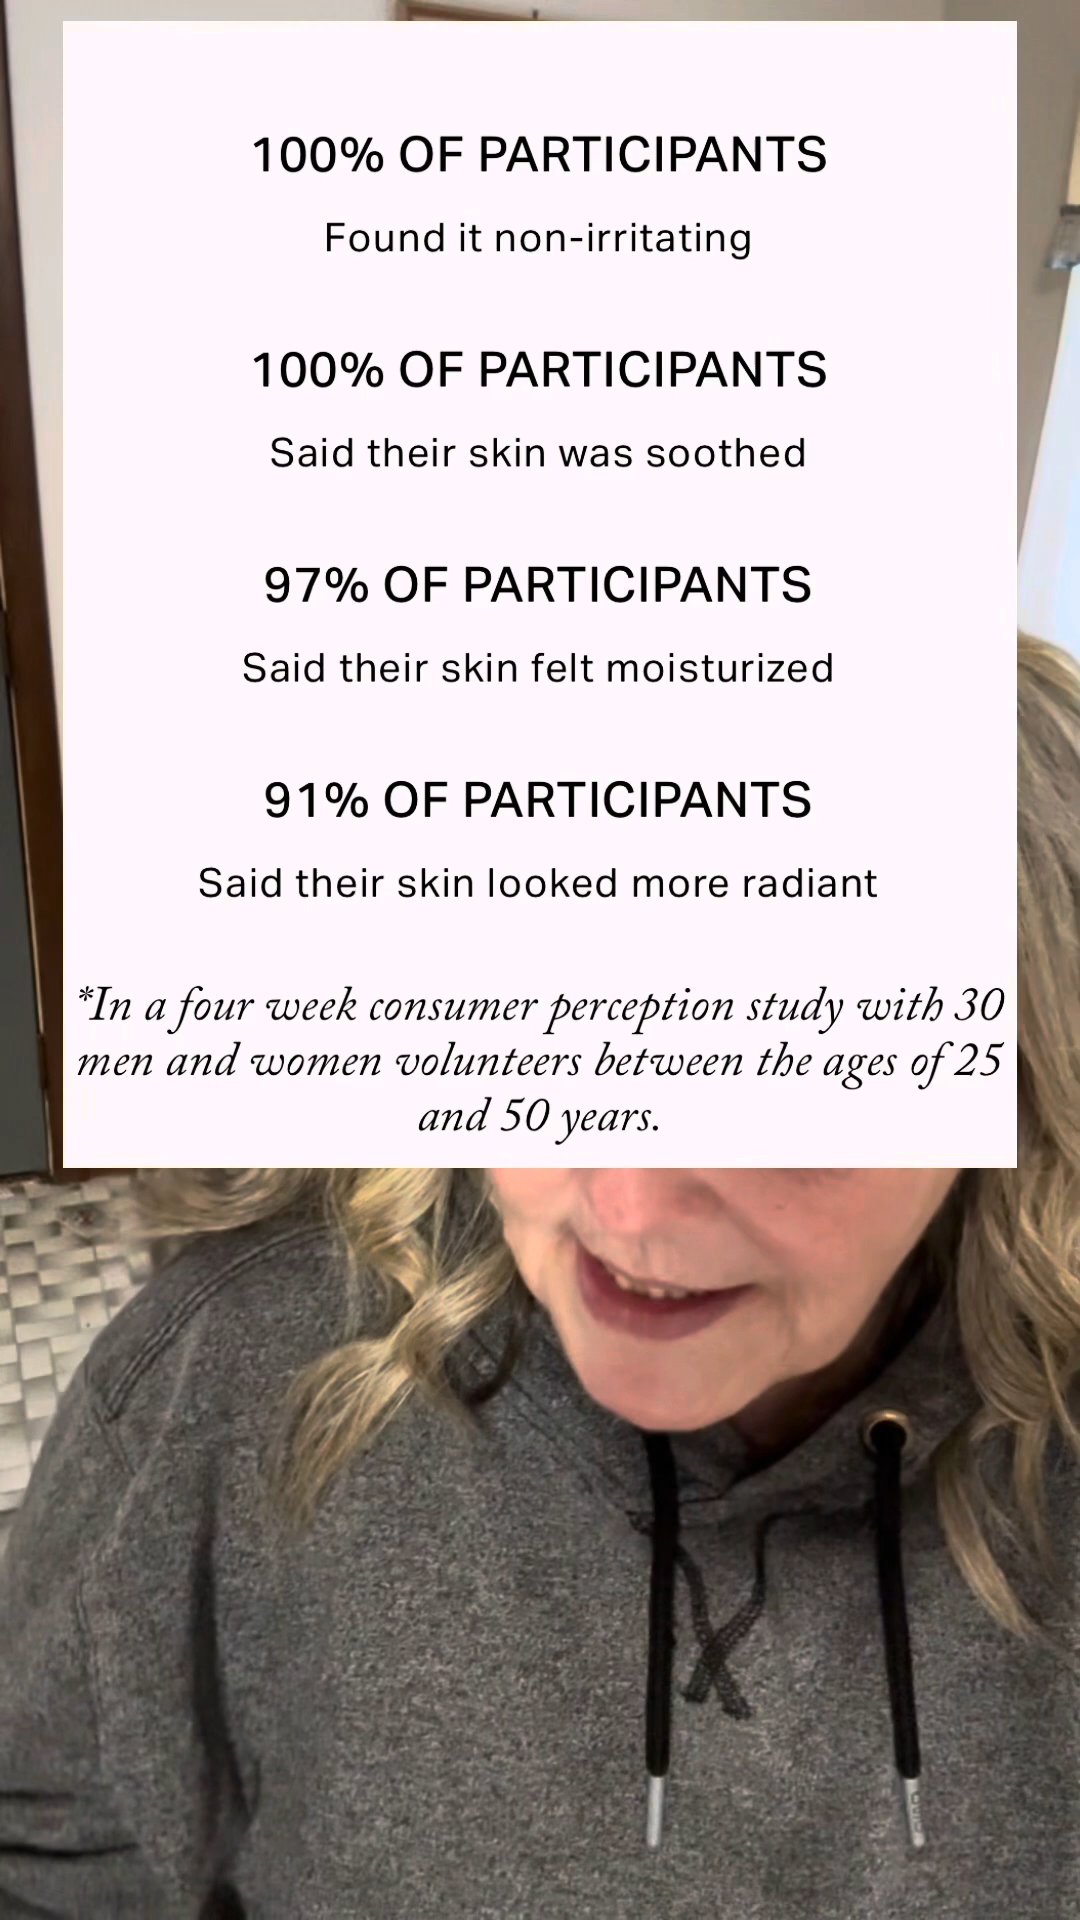 100% OF PARTICIPANTS
Found it non-irritating
100% OF PARTICIPANTS
Said their skin was soothed
97% OF PARTICIPANTS
Said their skin felt moisturized
91% OF PARTICIPANTS
Said their skin looked more radiant
*In a four week consumer perception study with 30
men and women volunteers between the ages of 25
and 50 years.